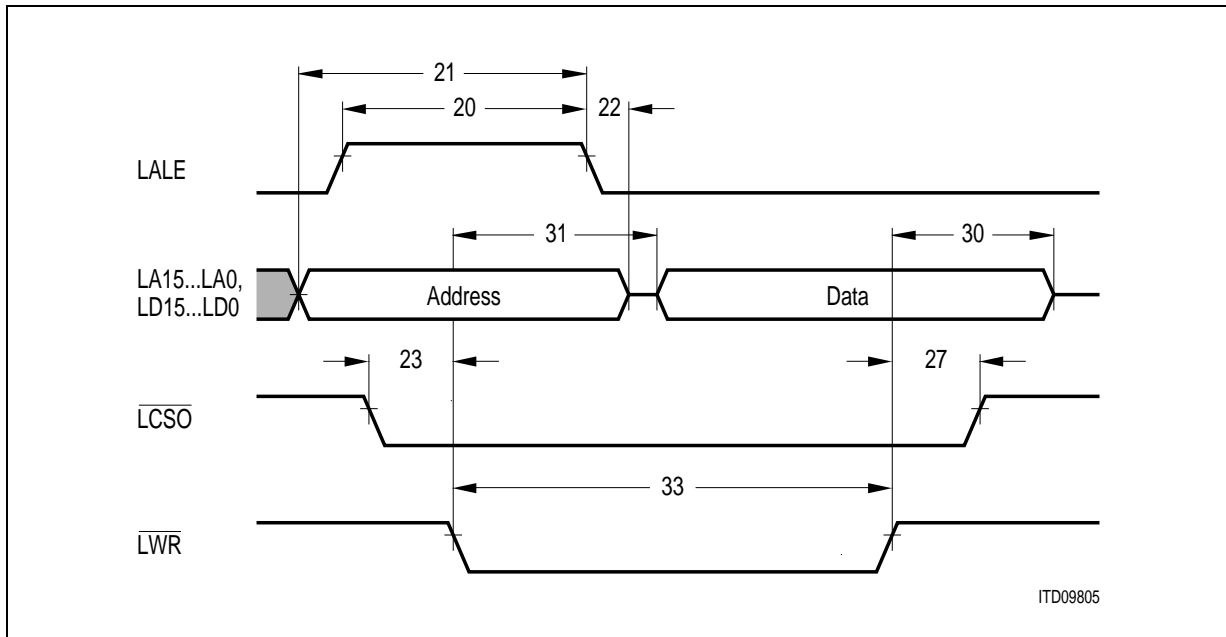 21
20
22
LALE
31
30
LA15...LA0,
LD15...LD0
Address
Data
23
27
LCSO
33
LWR
ITD09805